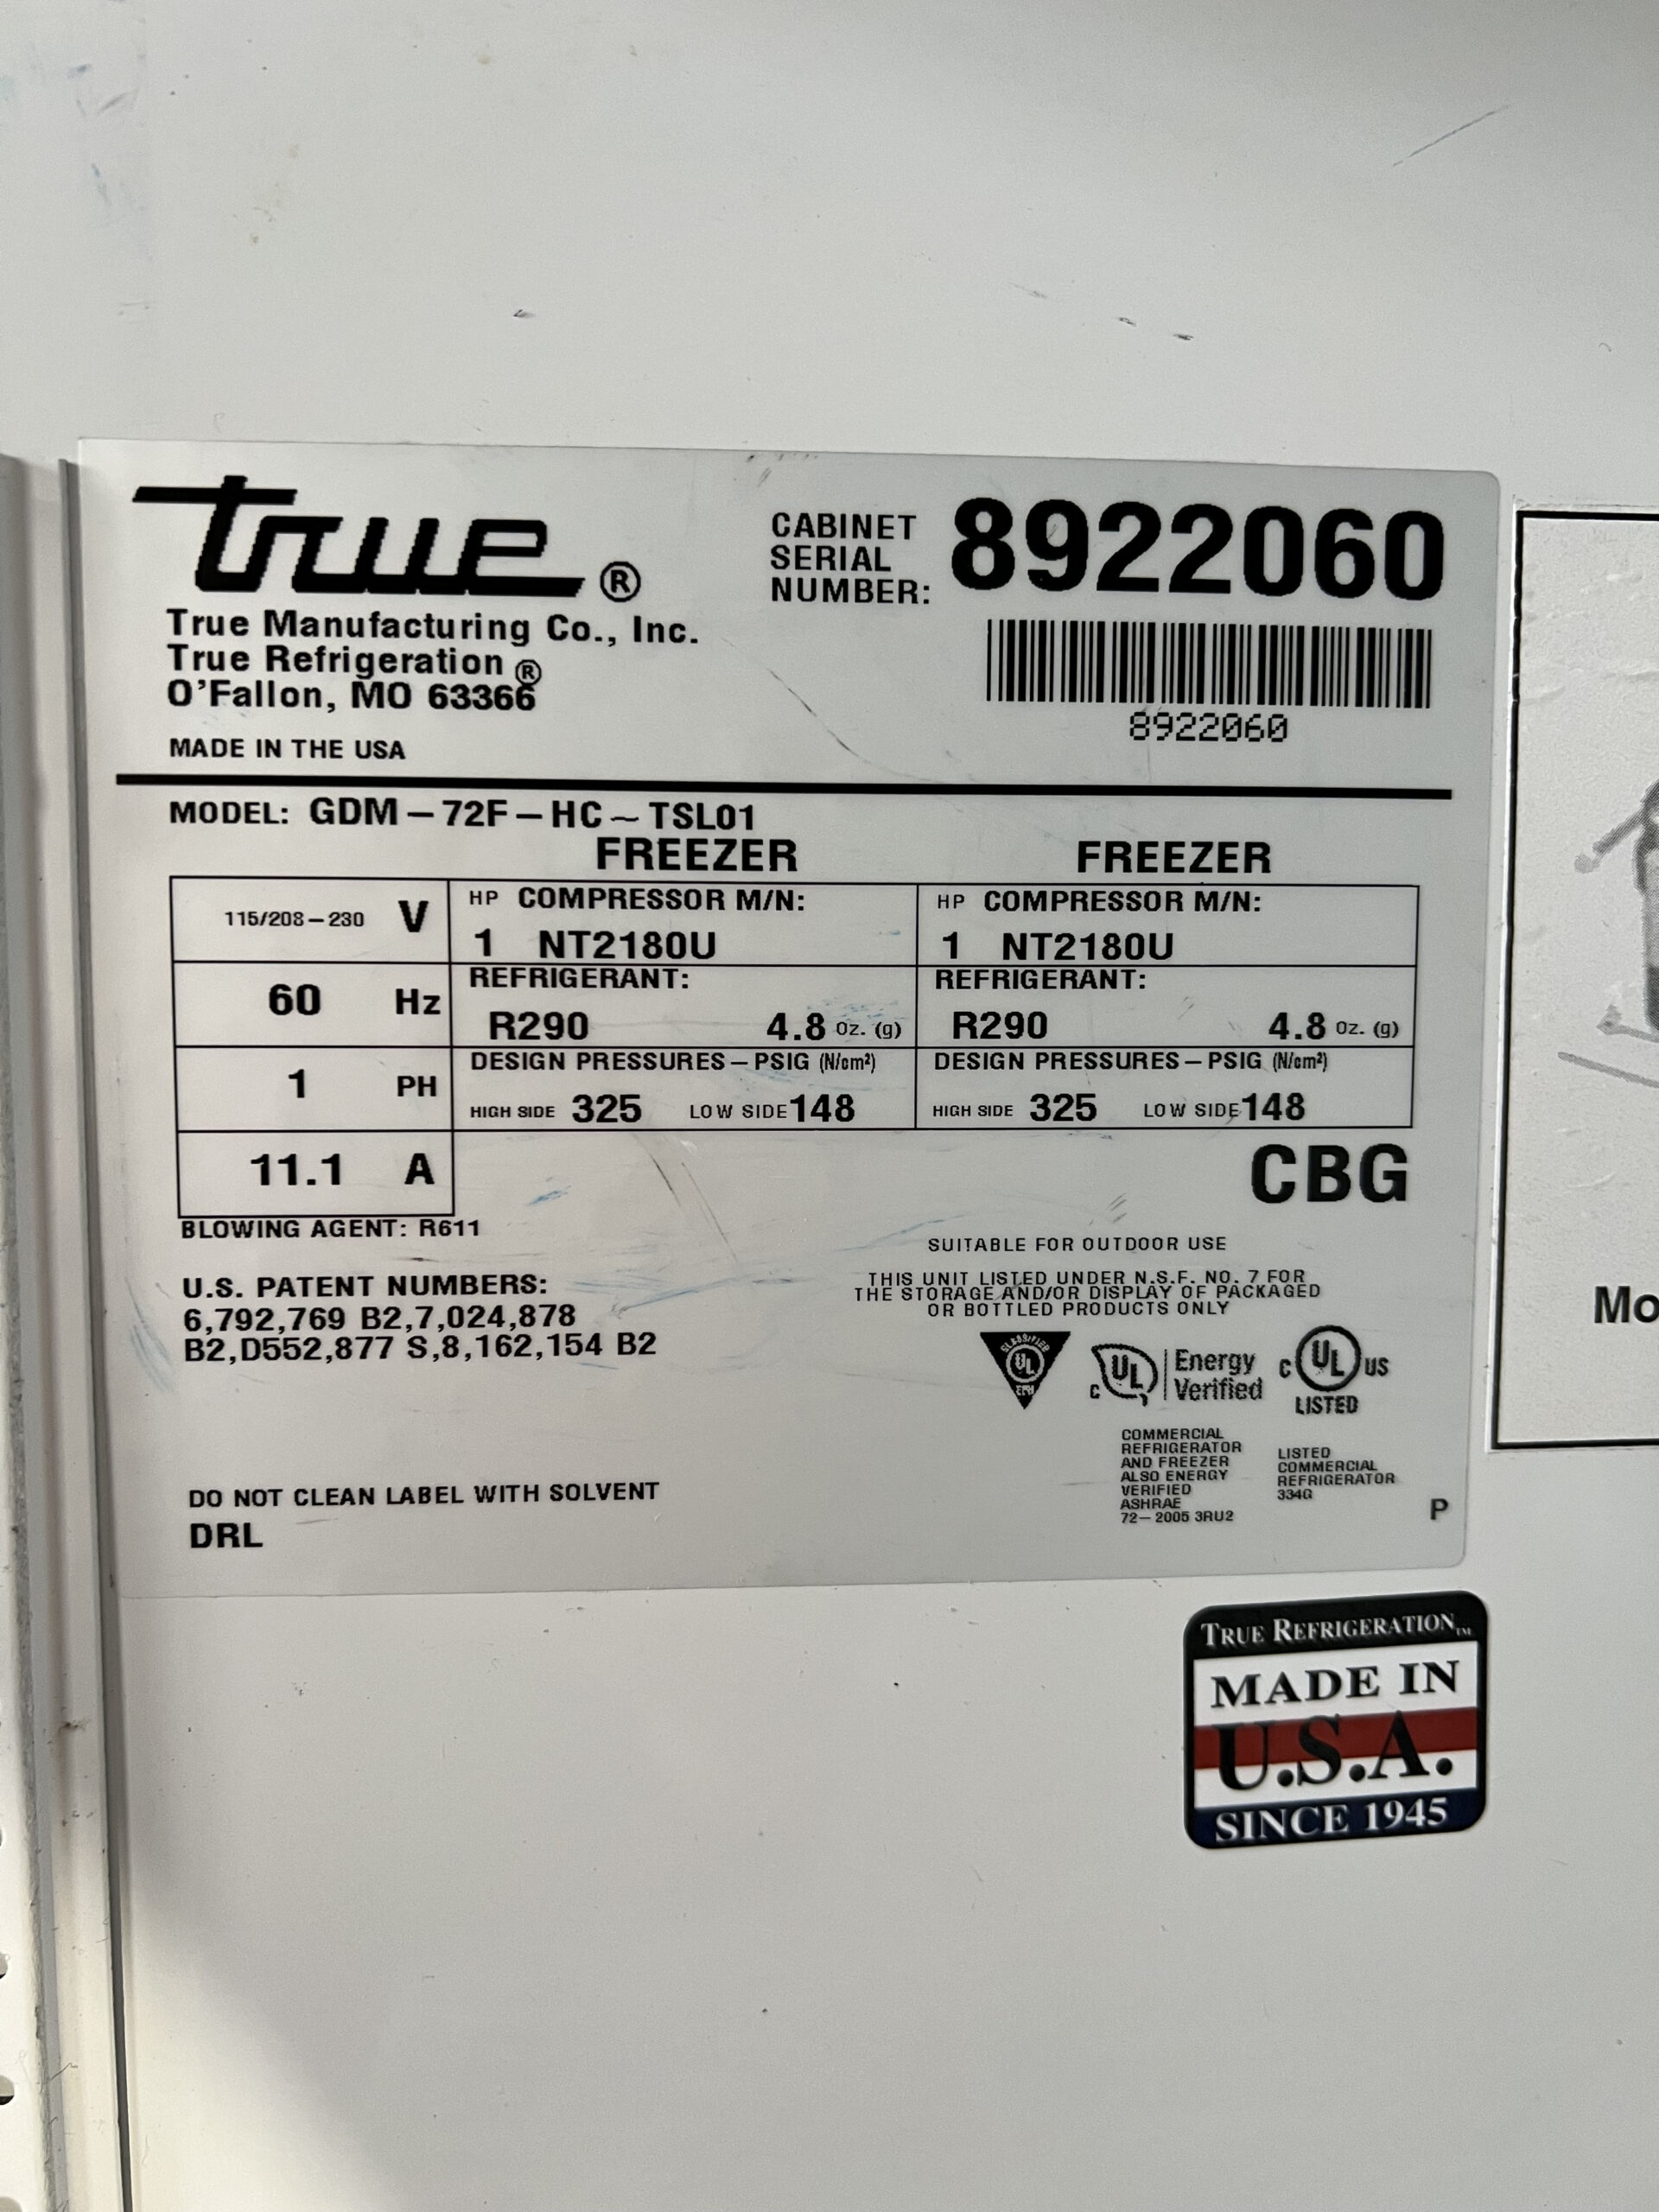 true ®
CABINET
SERIAL
NUMBER: 8922060
8922060
True Manufacturing Co., Inc.
True Refrigeration ®
O'Fallon, MO 63366
MADE IN THE USA
MODEL: GDM-72F-HC~TSL01
FREEZER FREEZER
115/208-230 V
60 Hz
1 PH
11.1 A
HP COMPRESSOR M/N:
1 NT2180U
REFRIGERANT:
R290 4.8 Oz. (g)
DESIGN PRESSURES-PSIG (N/cm²)
HIGH SIDE 325 LOW SIDE 148
HP COMPRESSOR M/N:
1 NT2180U
REFRIGERANT:
R290 4.8 Oz. (g)
DESIGN PRESSURES-PSIG (N/cm²)
HIGH SIDE 325 LOW SIDE 148
CBG
BLOWING AGENT: R611
U.S. PATENT NUMBERS:
6,792,769 B2,7,024,878
B2,D552,877 S,8,162,154 B2
SUITABLE FOR OUTDOOR USE
THIS UNIT LISTED UNDER N.S.F. NO. 7 FOR
THE STORAGE AND/OR DISPLAY OF PACKAGED
OR BOTTLED PRODUCTS ONLY
CLASSIFIED
UL
EPH
C UL
Energy
Verified
C UL US
LISTED
COMMERCIAL
REFRIGERATOR
AND FREEZER
ALSO ENERGY
VERIFIED
ASHRAE
72-2005 3RU2
LISTED
COMMERCIAL
REFRIGERATOR
334G
P
DO NOT CLEAN LABEL WITH SOLVENT
DRL
Mo
TRUE REFRIGERATION™
MADE IN
U.S.A.
SINCE 1945